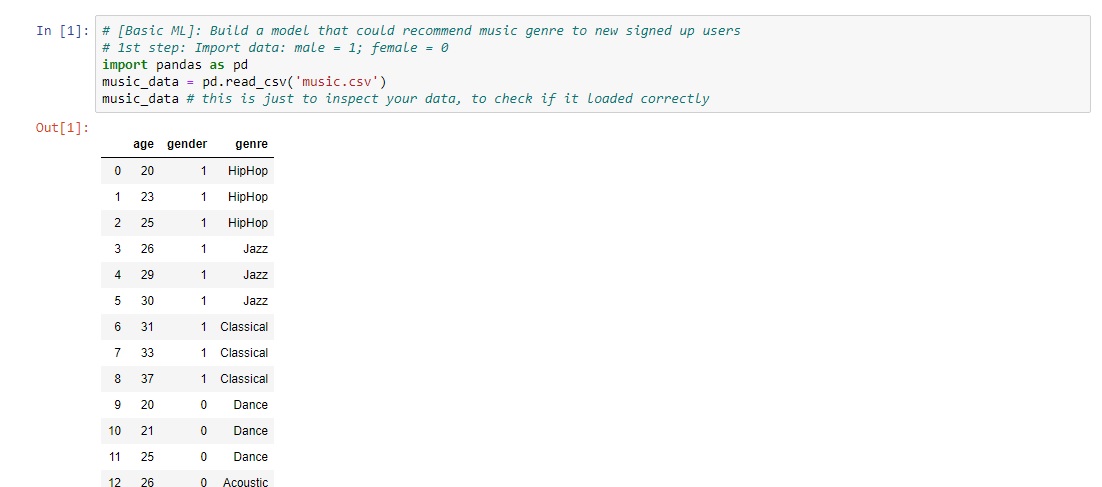 In [1]: # [Basic ML]: Build a model that could recommend music genre to new signed up users
# 1st step: Import data: male = 1; female = 0
import pandas as pd
music_data = pd.read_csv('music.csv')
music_data # this is just to inspect your data, to check if it loaded correctly
Out[1]:
age gender genre
0 20 1 HipHop
1 23 1 HipHop
2 25 1 HipHop
3 26 1 Jazz
4 29 1 Jazz
5 30 1 Jazz
6 31 1 Classical
7 33 1 Classical
8 37 1 Classical
9 20 0 Dance
10 21 0 Dance
11 25 0 Dance
12 26 0 Acoustic